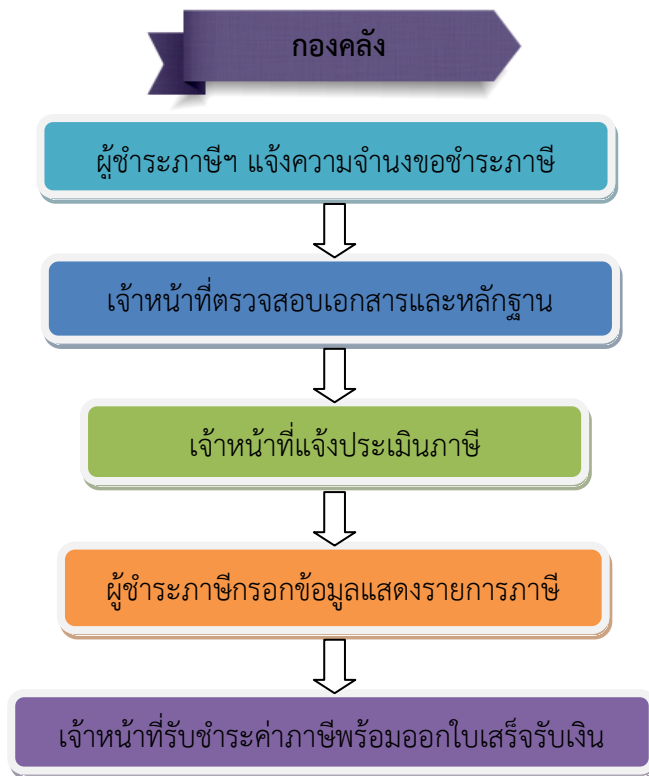 กองคลัง
ผู้ชำระภาษีฯ แจ้งความจำนงขอชำระภาษี
เจ้าหน้าที่ตรวจสอบเอกสารและหลักฐาน
เจ้าหน้าที่แจ้งประเมินภาษี
ผู้ชำระภาษีกรอกข้อมูลแสดงรายการภาษี
เจ้าหน้าที่รับชำระค่าภาษีพร้อมออกใบเสร็จรับเงิน